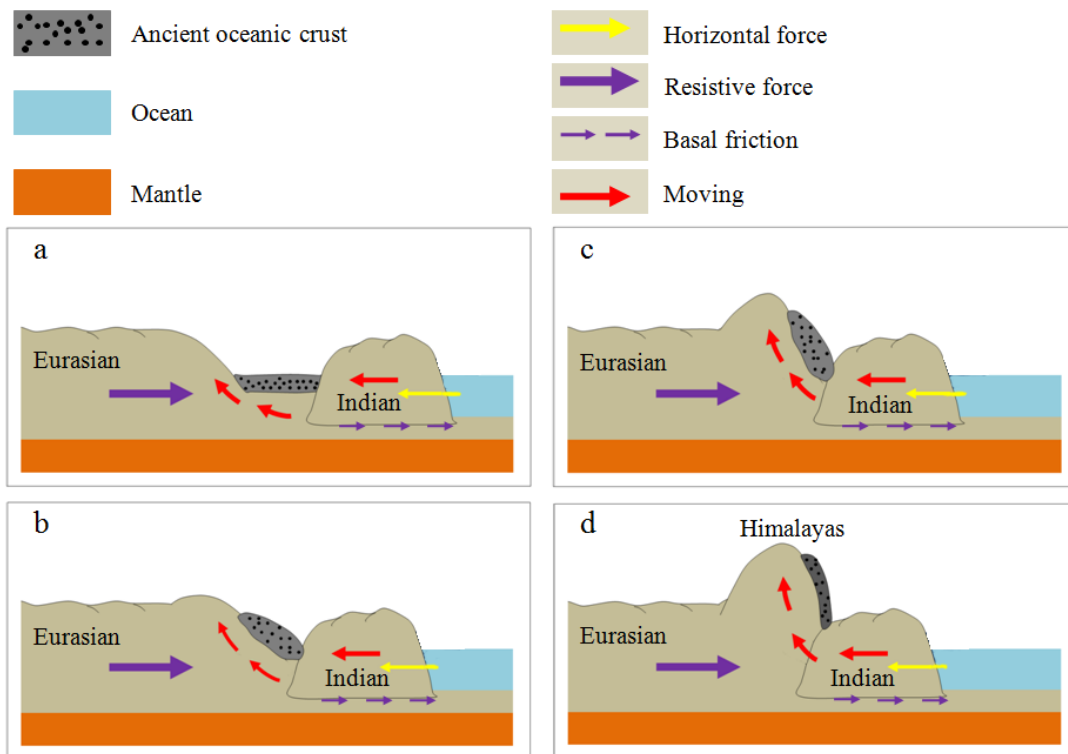 Ancient oceanic crust
Ocean
Mantle
Horizontal force
Resistive force
Basal friction
Moving
a
Eurasian
Indian
b
Eurasian
Indian
c
Eurasian
Indian
d
Himalayas
Eurasian
Indian